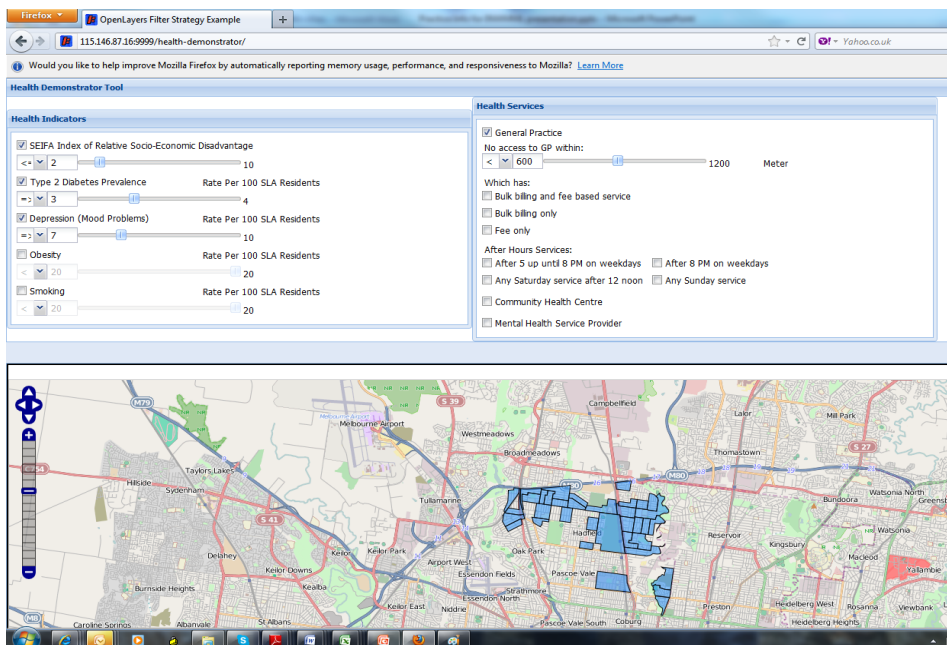 Firefox
OpenLayers Filter Strategy Example
+
115.146.87.16:9999/health-demonstrator/
Yahoo.co.uk
Would you like to help improve Mozilla Firefox by automatically reporting memory usage, performance, and responsiveness to Mozilla? Learn More
Health Demonstrator Tool
Health Indicators
SEIFA Index of Relative Socio-Economic Disadvantage
2
10
Type 2 Diabetes Prevalence Rate Per 100 SLA Residents
3
4
Depression (Mood Problems) Rate Per 100 SLA Residents
7
10
Obesity Rate Per 100 SLA Residents
< 20
20
Smoking Rate Per 100 SLA Residents
< 20
20
Health Services
General Practice
No access to GP within:
< 600
1200 Meter
Which has:
Bulk billing and fee based service
Bulk billing only
Fee only
After Hours Services:
After 5 up until 8 PM on weekdays After 8 PM on weekdays
Any Saturday service after 12 noon Any Sunday service
Community Health Centre
Mental Health Service Provider
M79
S 39
Campbellfield
Lalor
Mill Park
Melbourne Airport
Melbourne Airport
Westmeadows
Broadmeadows
Thomastown
S 27
Taylors Lakes
M80
M80
Hillside
Sydenham
Tullamarine
Bundoora
Watsonia North
S 41
Hadfield
Reservoir
Kingsbury
Watsonia
Delahey
Keilor
Keilor Park
Oak Park
Macleod
Keilor Downs
Airport West
Essendon Fields
Pascoe Vale
Yallambie
Burnside Heights
Kealba
Strathmore
Essendon North
Keilor East
Niddrie
Preston
Heidelberg West
Rosanna
Viewbank
M8
Caroline Springs
Albanvale
St Albans
Pascoe Vale South
Coburg
Heidelberg Heights